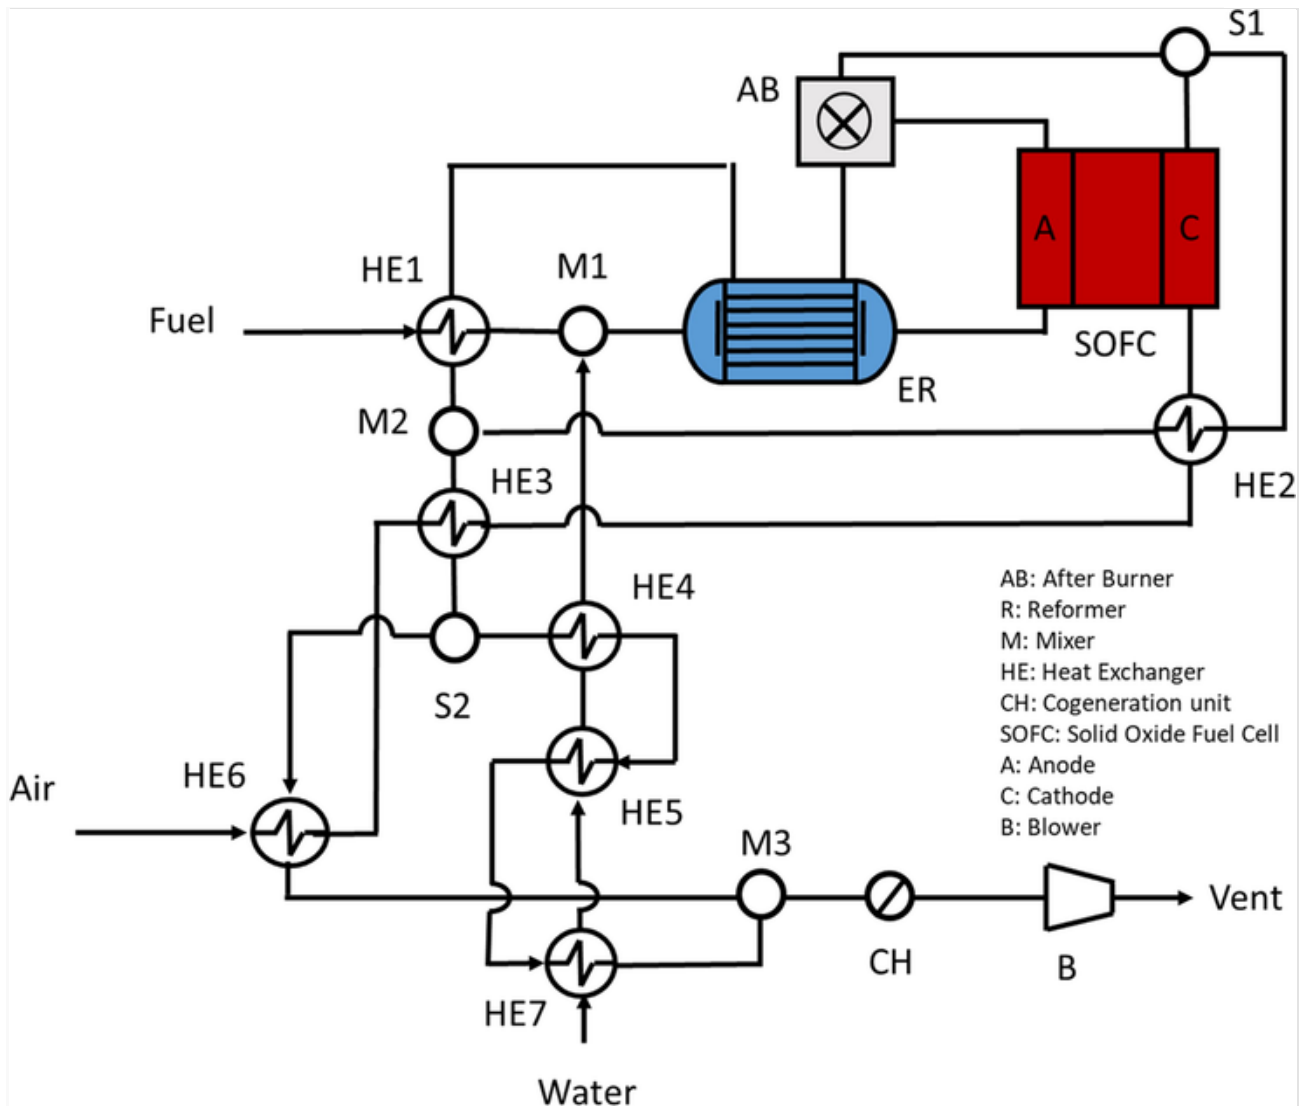 S1
AB
HE1
M1
A
C
Fuel
SOFC
ER
M2
HE3
HE2
HE4
AB: After Burner
R: Reformer
M: Mixer
HE: Heat Exchanger
CH: Cogeneration unit
SOFC: Solid Oxide Fuel Cell
A: Anode
C: Cathode
B: Blower
S2
HE6
Air
HE5
M3
Vent
CH
B
HE7
Water